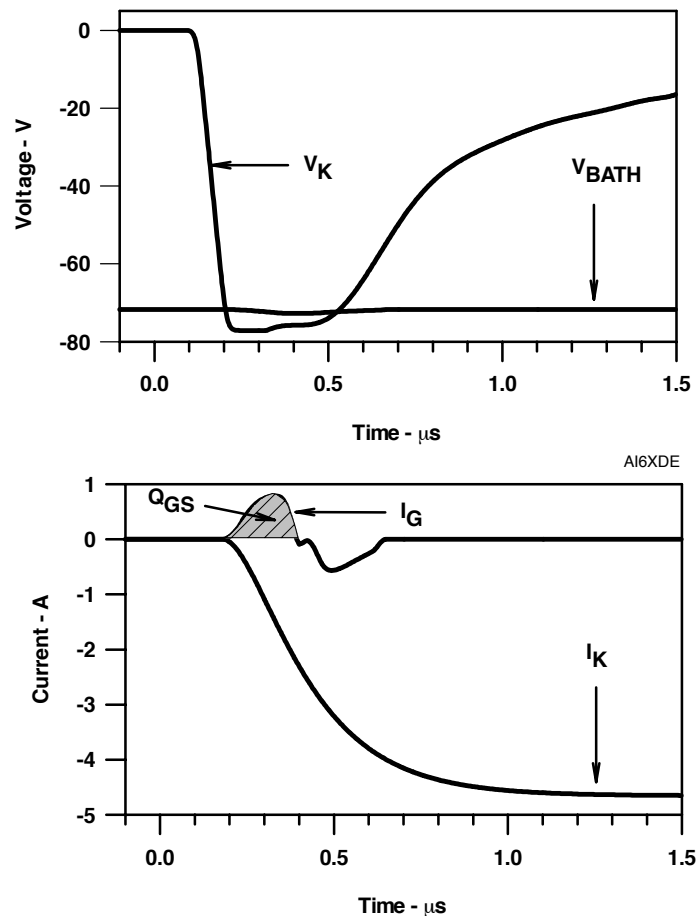 0
-20
-40
-60
-80
Voltage - V
V_K
V_BATH
0.0 0.5 1.0 1.5
Time - μs
AI6XDE
1
0
-1
-2
-3
-4
-5
Current - A
Q_GS
I_G
I_K
0.0 0.5 1.0 1.5
Time - μs